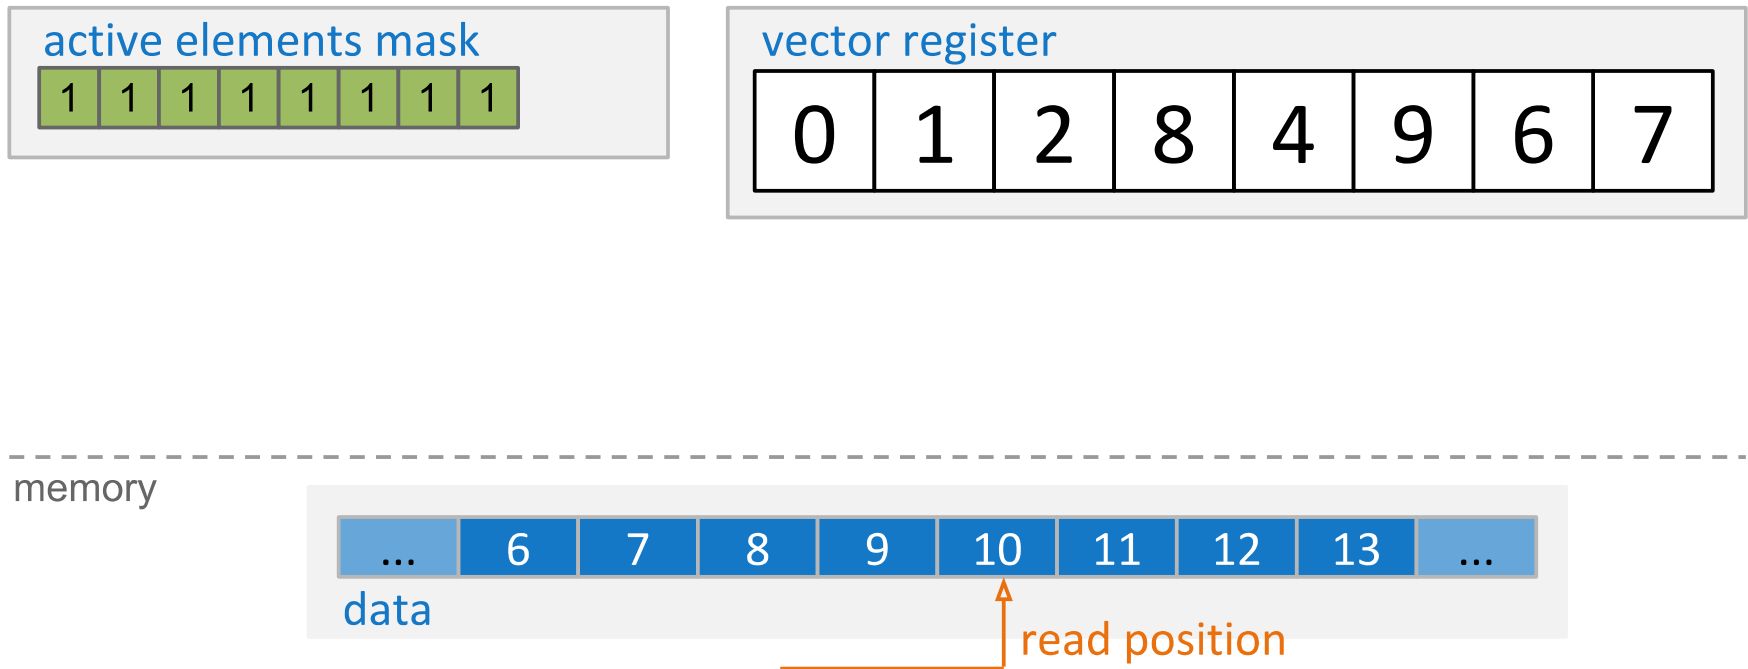 active elements mask
1 1 1 1 1 1 1 1
vector register
0 1 2 8 4 9 6 7
memory
... 6 7 8 9 10 11 12 13 ...
data
read position